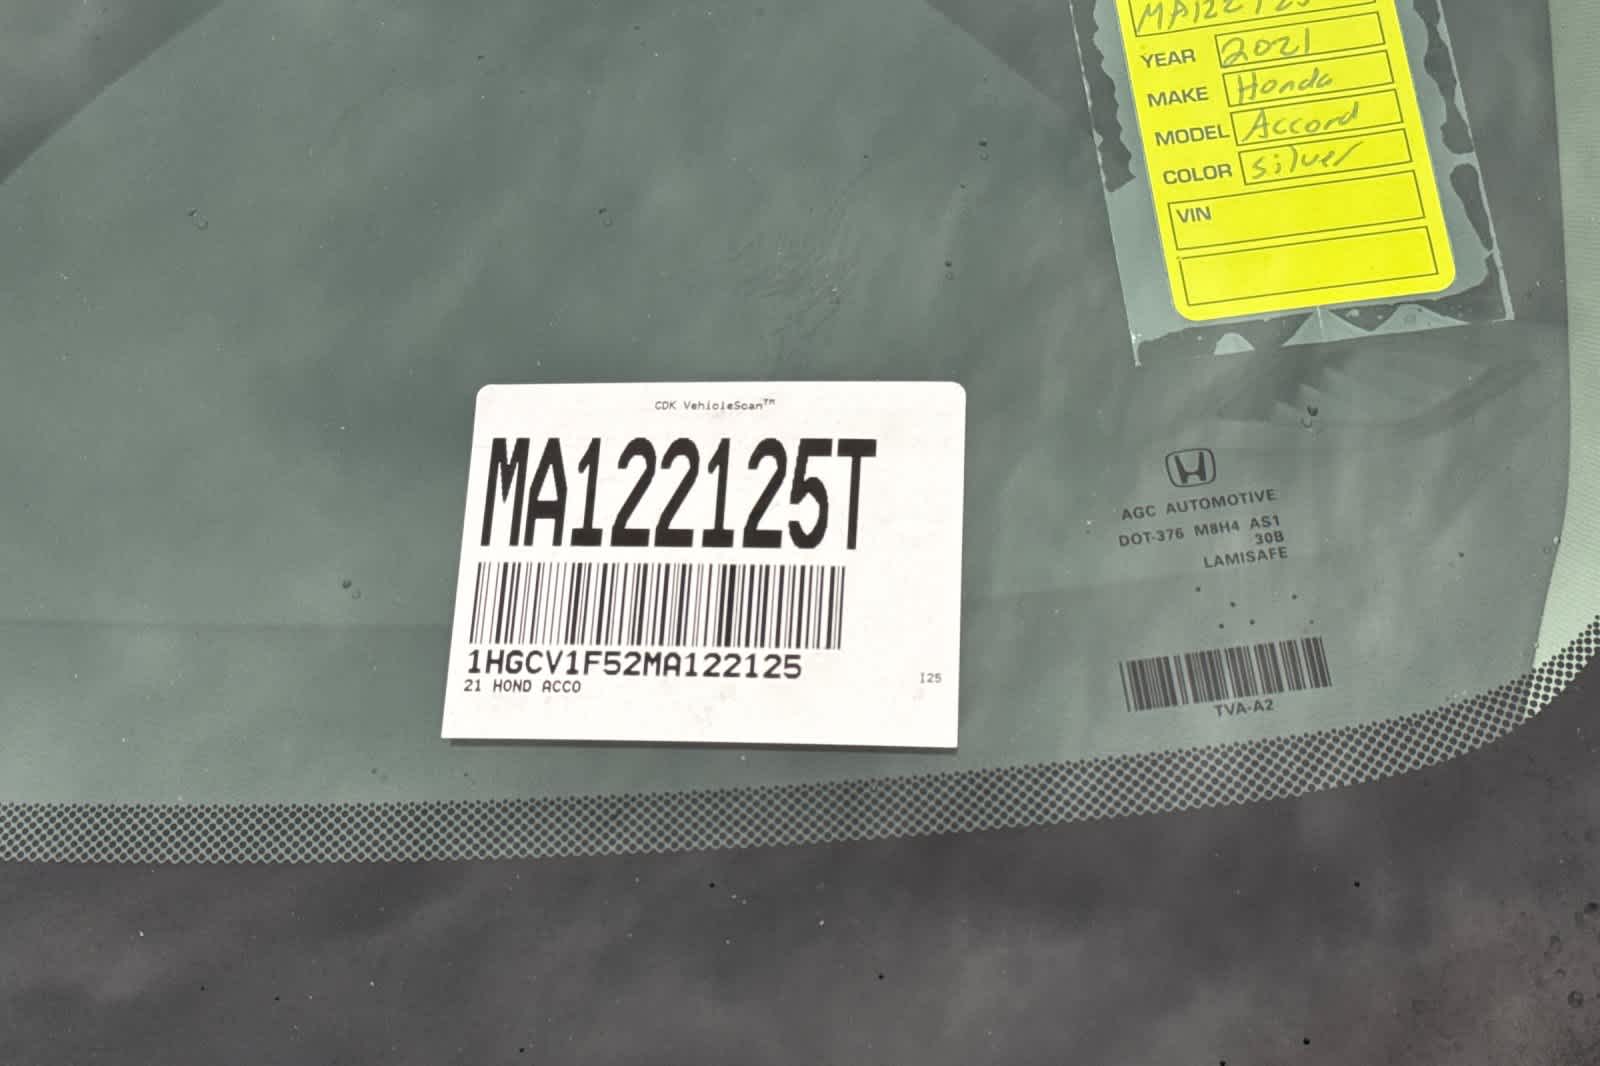 MA122125
YEAR 2021
MAKE Honda
MODEL Accord
COLOR Silver
VIN
CDK VehicleScan™
MA122125T
1HGCV1F52MA122125
21 HOND ACCO
I25
AGC AUTOMOTIVE
DOT-376 M8H4 AS1
30B
LAMISAFE
TVA-A2